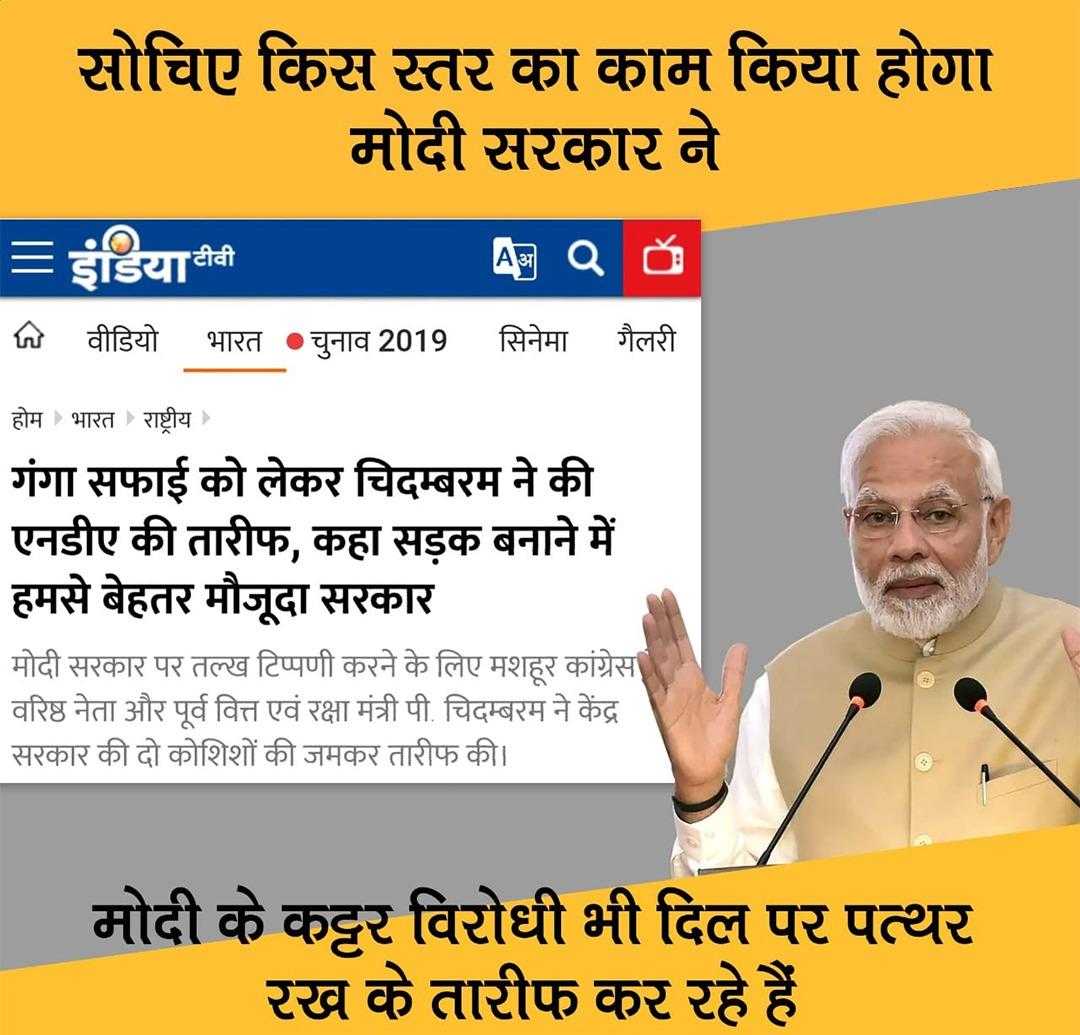 सोचिए किस स्तर का काम किया होगा
मोदी सरकार ने
इंडिया टीवी
A अ
वीडियो भारत चुनाव 2019 सिनेमा गैलरी
होम भारत राष्ट्रीय
गंगा सफाई को लेकर चिदम्बरम ने की
एनडीए की तारीफ, कहा सड़क बनाने में
हमसे बेहतर मौजूदा सरकार
मोदी सरकार पर तल्ख टिप्पणी करने के लिए मशहूर कांग्रेस
वरिष्ठ नेता और पूर्व वित्त एवं रक्षा मंत्री पी. चिदम्बरम ने केंद्र
सरकार की दो कोशिशों की जमकर तारीफ की।
मोदी के कट्टर विरोधी भी दिल पर पत्थर
रख के तारीफ कर रहे हैं